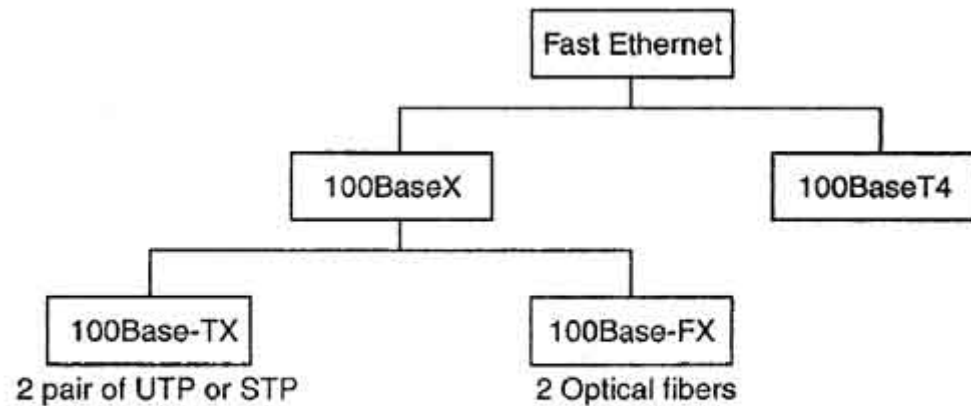 Fast Ethernet
100BaseX
100BaseT4
100Base-TX
100Base-FX
2 pair of UTP or STP
2 Optical fibers